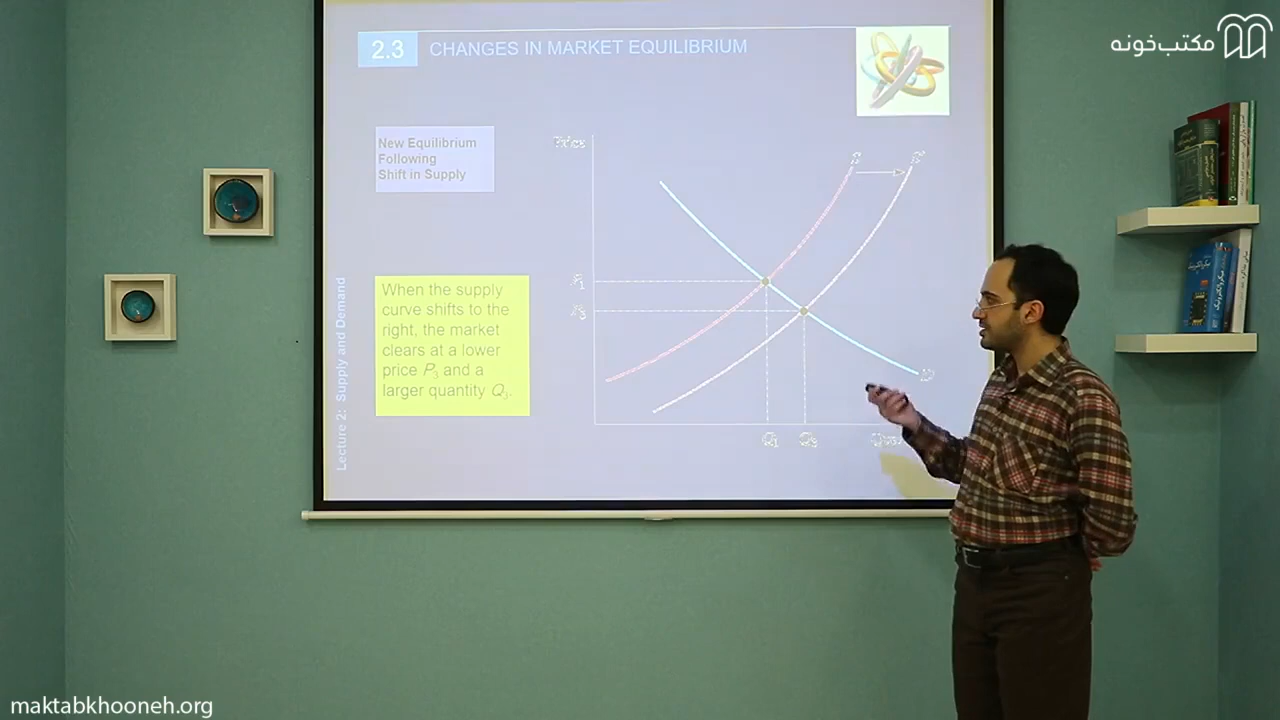 2.3 CHANGES IN MARKET EQUILIBRIUM
مکتب‌خونه
New Equilibrium
Following
Shift in Supply
Price
S
S'
P1
P3
When the supply
curve shifts to the
right, the market
clears at a lower
price P3 and a
larger quantity Q3.
D
Q1
Q3
Lecture 2: Supply and Demand
maktabkhooneh.org